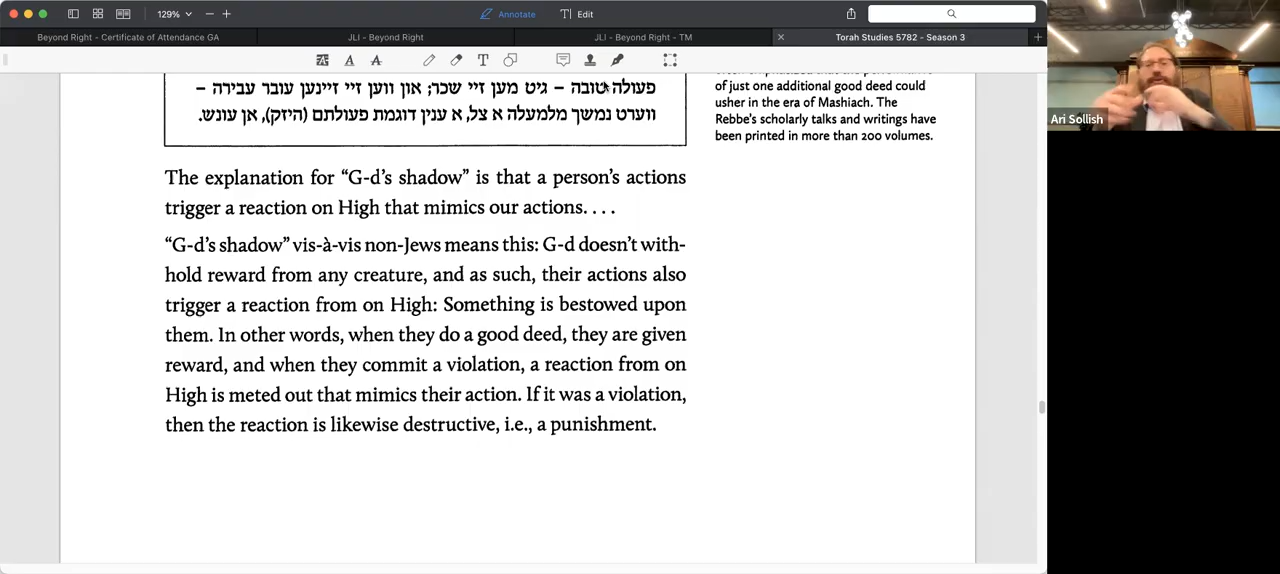 129%
Annotate
Edit
Beyond Right - Certificate of Attendance GA
JLI - Beyond Right
JLI - Beyond Right - TM
Torah Studies 5782 - Season 3
פעולה טובה – גיט מען זיי שכר; און ווען זיי זיינען עובר עבירה –
ווערט נמשך מלמעלה א צל, א ענין דוגמת פעולתם (היזק), אן עונש.
The explanation for “G-d’s shadow” is that a person’s actions
trigger a reaction on High that mimics our actions. . . .
“G-d’s shadow” vis-à-vis non-Jews means this: G-d doesn’t with-
hold reward from any creature, and as such, their actions also
trigger a reaction from on High: Something is bestowed upon
them. In other words, when they do a good deed, they are given
reward, and when they commit a violation, a reaction from on
High is meted out that mimics their action. If it was a violation,
then the reaction is likewise destructive, i.e., a punishment.
of just one additional good deed could
usher in the era of Mashiach. The
Rebbe’s scholarly talks and writings have
been printed in more than 200 volumes.
Ari Sollish